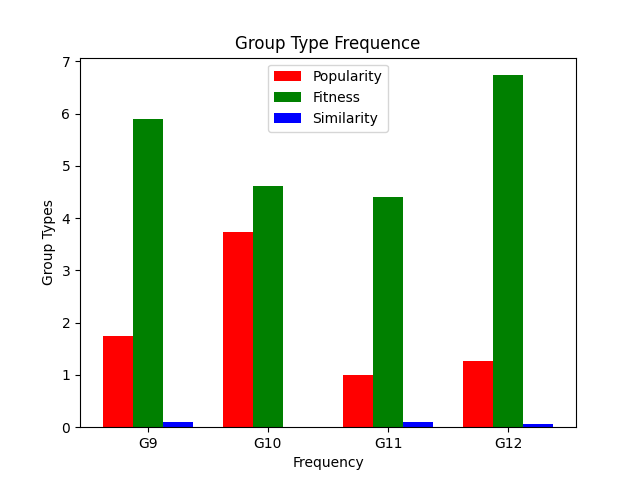 Group Type Frequence
Popularity
Fitness
Similarity
Group Types
7
6
5
4
3
2
1
0
G9 G10 G11 G12
Frequency